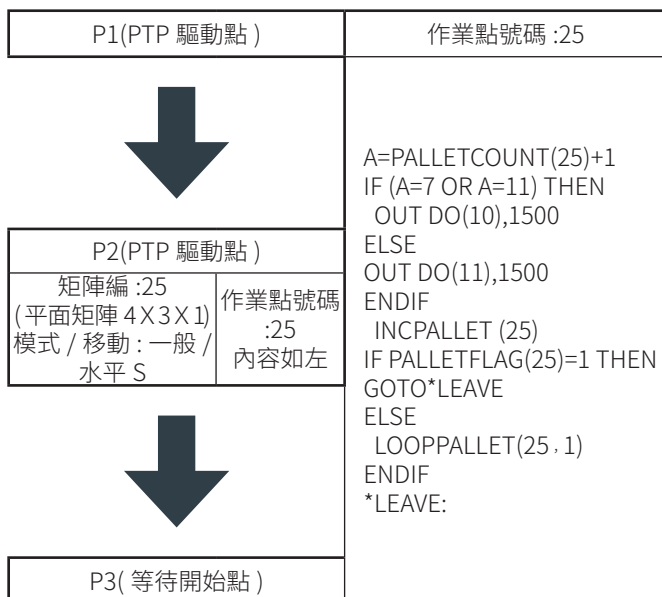 P1(PTP 驅動點 )
作業點號碼 :25
P2(PTP 驅動點 )
矩陣編 :25
(平面矩陣 4X3X1)
模式 / 移動 : 一般 /
水平 S
作業點號碼
:25
內容如左
P3( 等待開始點 )
A=PALLETCOUNT(25)+1
IF (A=7 OR A=11) THEN
OUT DO(10),1500
ELSE
OUT DO(11),1500
ENDIF
INCPALLET (25)
IF PALLETFLAG(25)=1 THEN
GOTO*LEAVE
ELSE
LOOPPALLET(25，1)
ENDIF
*LEAVE: